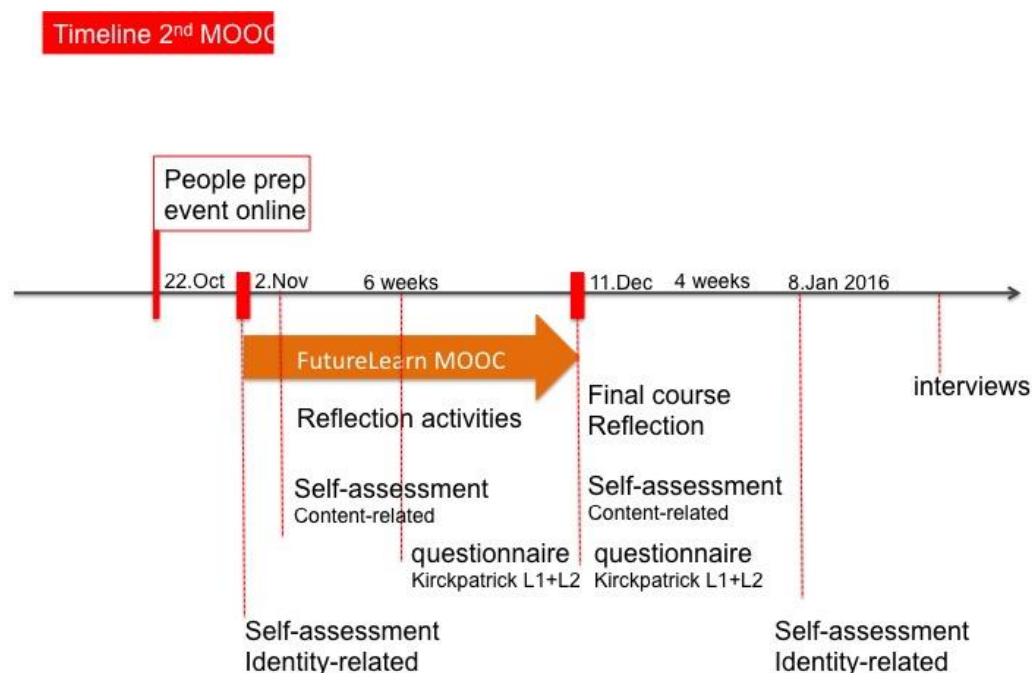 Timeline 2nd MOOC
People prep
event online
22.Oct
2.Nov
6 weeks
11.Dec
4 weeks
8.Jan 2016
FutureLearn MOOC
interviews
Reflection activities
Final course
Reflection
Self-assessment
Content-related
Self-assessment
Content-related
questionnaire
Kirckpatrick L1+L2
questionnaire
Kirckpatrick L1+L2
Self-assessment
Identity-related
Self-assessment
Identity-related